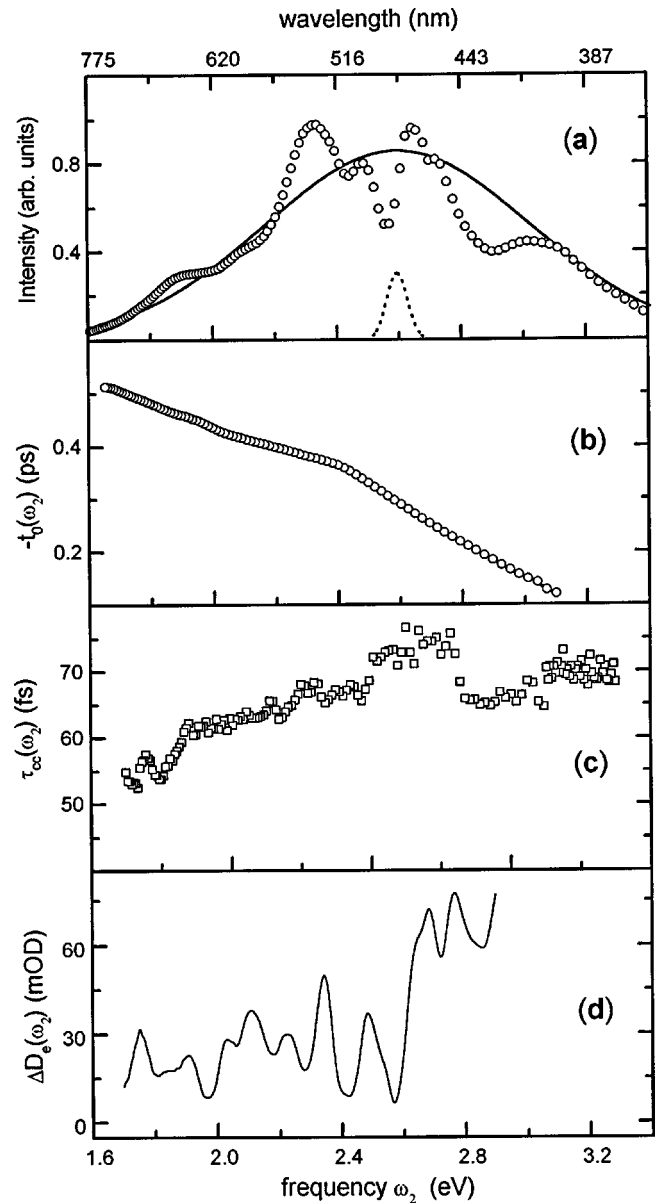 wavelength (nm)
775 620 516 443 387
(a)
Intensity (arb. units)
0.8
0.4
(b)
-t₀(ω₂) (ps)
0.4
0.2
(c)
τcc(ω₂) (fs)
70
60
50
(d)
ΔDₑ(ω₂) (mOD)
60
30
0
1.6 2.0 2.4 2.8 3.2
frequency ω₂ (eV)